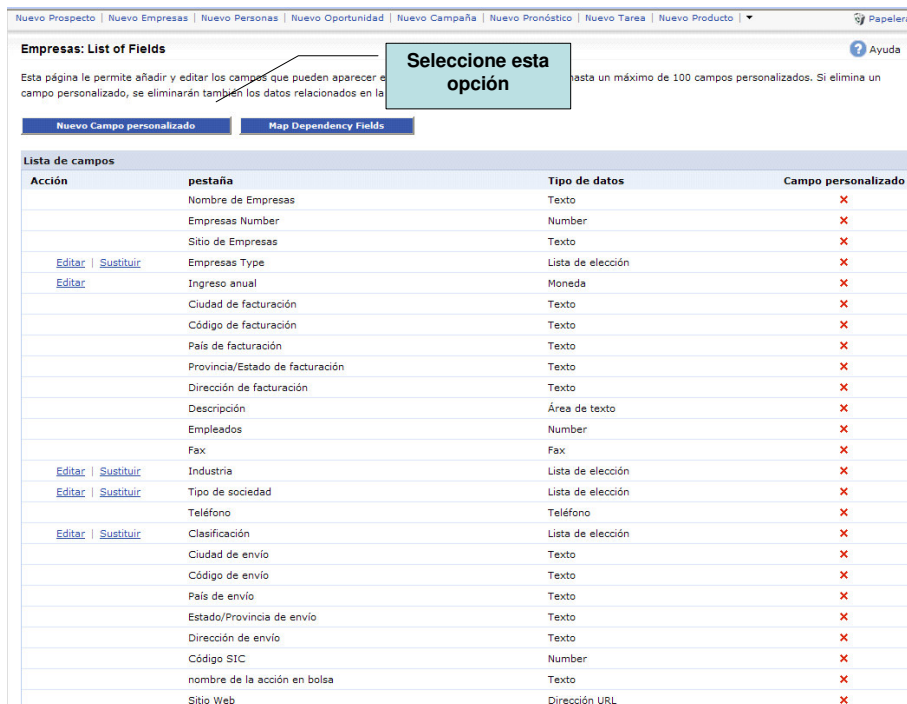 Nuevo Prospecto | Nuevo Empresas | Nuevo Personas | Nuevo Oportunidad | Nuevo Campaña | Nuevo Pronóstico | Nuevo Tarea | Nuevo Producto | Papelera
Empresas: List of Fields
Ayuda
Seleccione esta
opción
Esta página le permite añadir y editar los campos que pueden aparecer e hasta un máximo de 100 campos personalizados. Si elimina un
campo personalizado, se eliminarán también los datos relacionados en la
Nuevo Campo personalizado Map Dependency Fields
Lista de campos
Acción pestaña Tipo de datos Campo personalizado
Nombre de Empresas Texto
Empresas Number Number
Sitio de Empresas Texto
Editar | Sustituir Empresas Type Lista de elección
Editar Ingreso anual Moneda
Ciudad de facturación Texto
Código de facturación Texto
País de facturación Texto
Provincia/Estado de facturación Texto
Dirección de facturación Texto
Descripción Área de texto
Empleados Number
Fax Fax
Editar | Sustituir Industria Lista de elección
Editar | Sustituir Tipo de sociedad Lista de elección
Teléfono Teléfono
Editar | Sustituir Clasificación Lista de elección
Ciudad de envío Texto
Código de envío Texto
País de envío Texto
Estado/Provincia de envío Texto
Dirección de envío Texto
Código SIC Number
nombre de la acción en bolsa Texto
Sitio Web Dirección URL